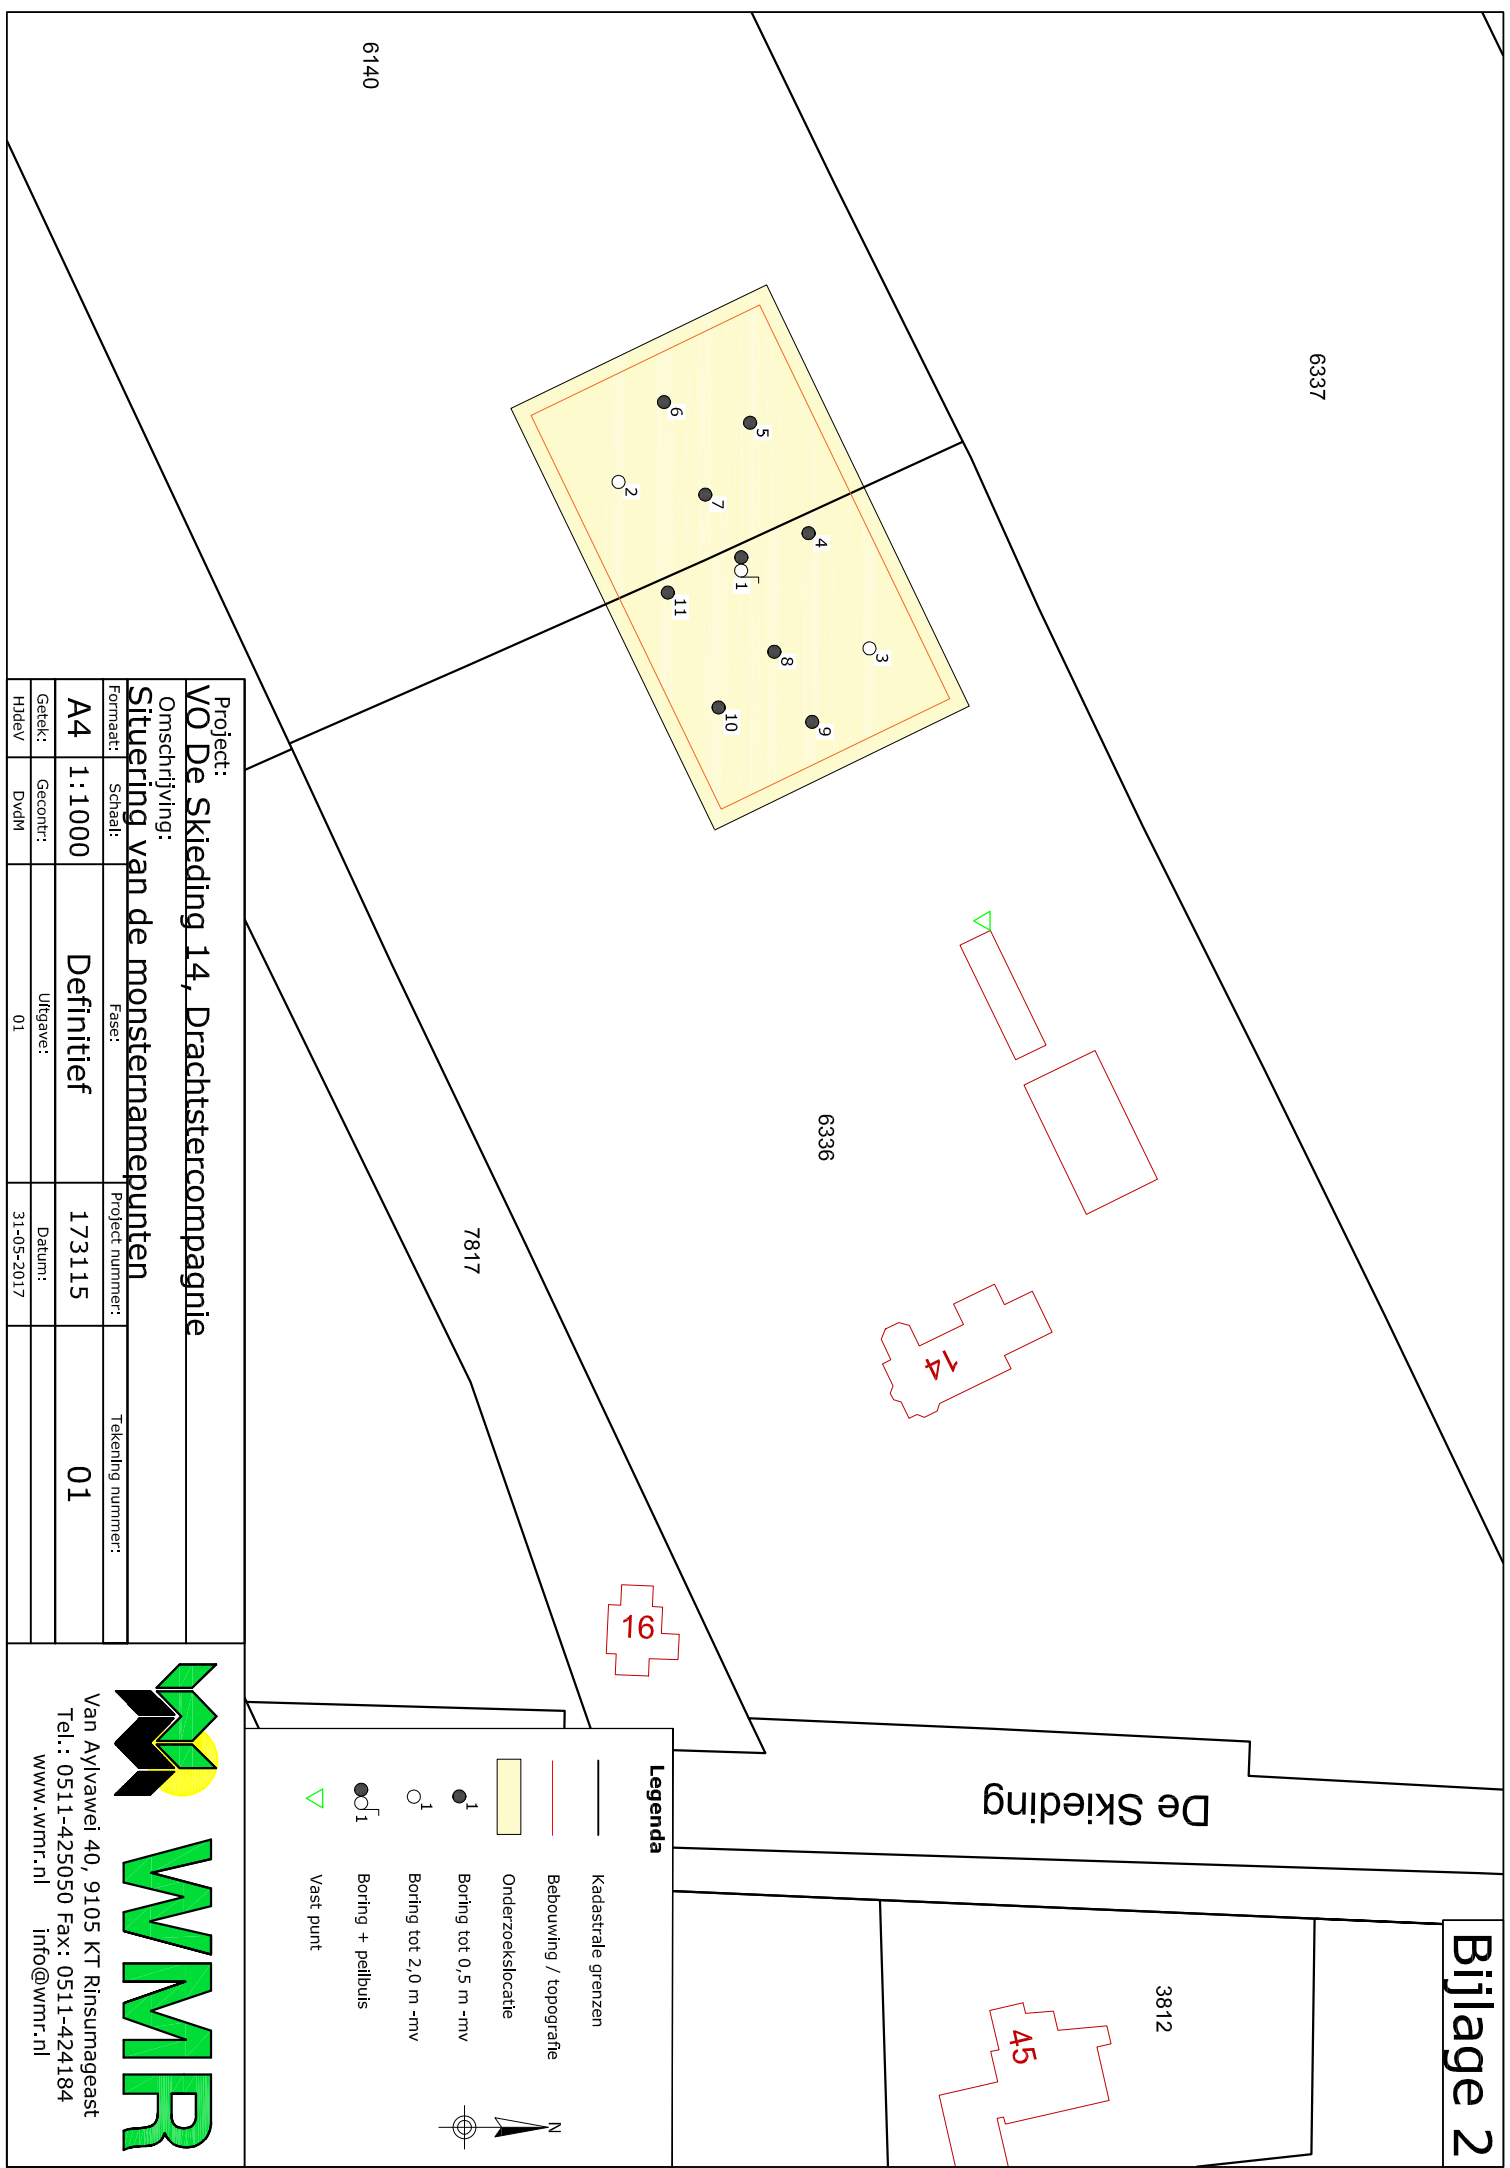 Bijlage 2
6140
6337
6336
7817
3812
De Skieding
14
16
45
1
2
3
4
5
6
7
8
9
10
11
Legenda
Kadastrale grenzen
Bebouwing / topografie
Onderzoekslocatie
1 Boring tot 0,5 m -mv
1 Boring tot 2,0 m -mv
1 Boring + peilbuis
Vast punt
N
Project:
VO De Skieding 14, Drachtstercompagnie
Omschrijving:
Situering van de monsternamepunten
Formaat: Schaal: Fase: Project nummer: Tekening nummer:
A4 1:1000 Definitief 173115 01
Getek: Gecontr: Uitgave: Datum:
HJdeV DvdM 01 31-05-2017
WMR
Van Aylvawei 40, 9105 KT Rinsumageast
Tel.: 0511-425050 Fax: 0511-424184
www.wmr.nl info@wmr.nl